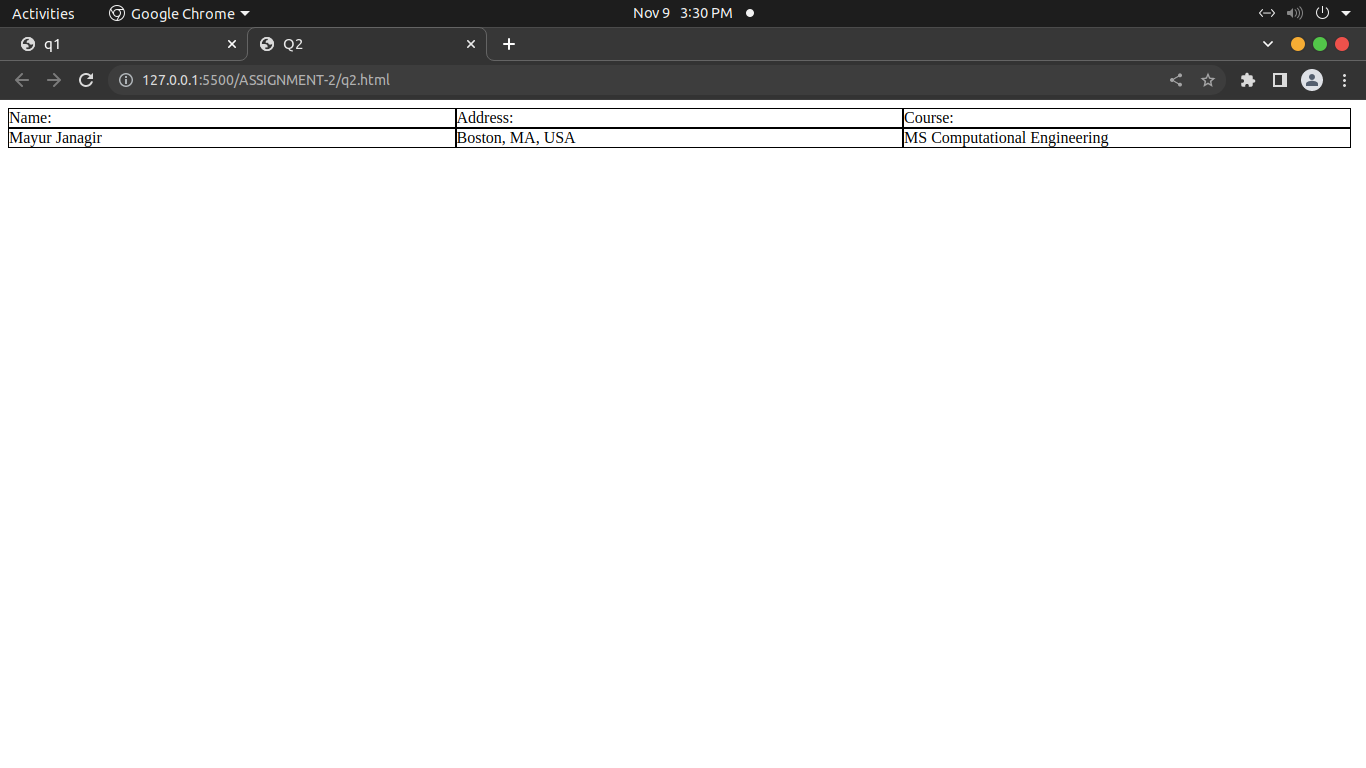 Activities Google Chrome Nov 9 3:30 PM
q1 Q2
127.0.0.1:5500/ASSIGNMENT-2/q2.html
Name: Address: Course:
Mayur Janagir Boston, MA, USA MS Computational Engineering